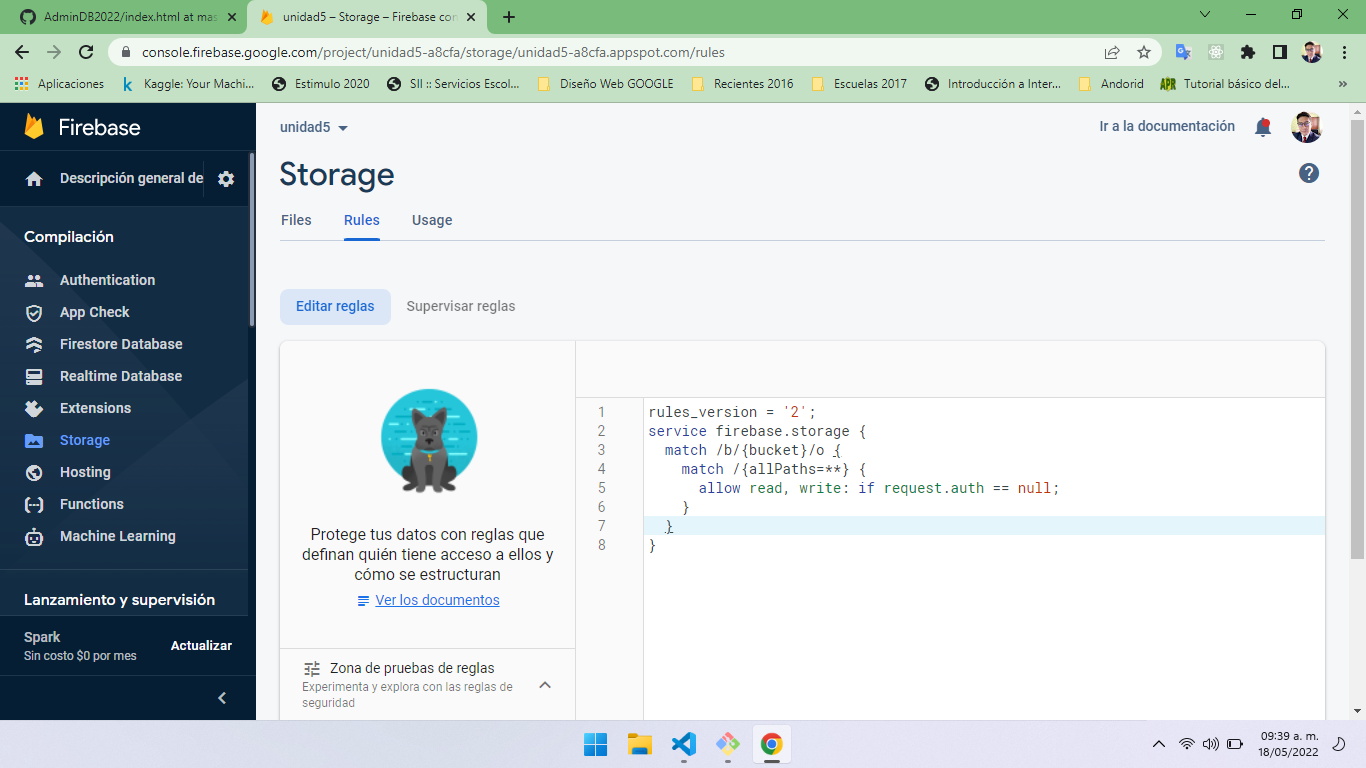 AdminDB2022/index.html at mas
unidad5 – Storage – Firebase con
console.firebase.google.com/project/unidad5-a8cfa/storage/unidad5-a8cfa.appspot.com/rules
Aplicaciones
Kaggle: Your Machi...
Estimulo 2020
SII :: Servicios Escol...
Diseño Web GOOGLE
Recientes 2016
Escuelas 2017
Introducción a Inter...
Andorid
APR
Tutorial básico del...
»
Firebase
unidad5
Ir a la documentación
Descripción general de
Storage
Files
Rules
Usage
Compilación
Authentication
App Check
Firestore Database
Realtime Database
Extensions
Storage
Hosting
Functions
Machine Learning
Lanzamiento y supervisión
Spark
Sin costo $0 por mes
Actualizar
Editar reglas
Supervisar reglas
Protege tus datos con reglas que
definan quién tiene acceso a ellos y
cómo se estructuran
Ver los documentos
Zona de pruebas de reglas
Experimenta y explora con las reglas de
seguridad
1 rules_version = '2';
2 service firebase.storage {
3 match /b/{bucket}/o {
4 match /{allPaths=**} {
5 allow read, write: if request.auth == null;
6 }
7 }
8 }
09:39 a. m.
18/05/2022